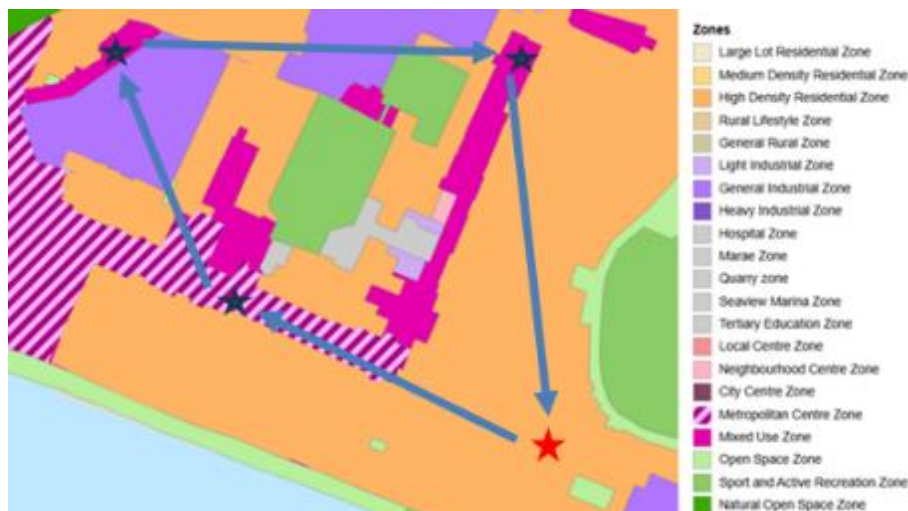 Zones
Large Lot Residential Zone
Medium Density Residential Zone
High Density Residential Zone
Rural Lifestyle Zone
General Rural Zone
Light Industrial Zone
General Industrial Zone
Heavy Industrial Zone
Hospital Zone
Marae Zone
Quarry zone
Seaview Marina Zone
Tertiary Education Zone
Local Centre Zone
Neighbourhood Centre Zone
City Centre Zone
Metropolitan Centre Zone
Mixed Use Zone
Open Space Zone
Sport and Active Recreation Zone
Natural Open Space Zone